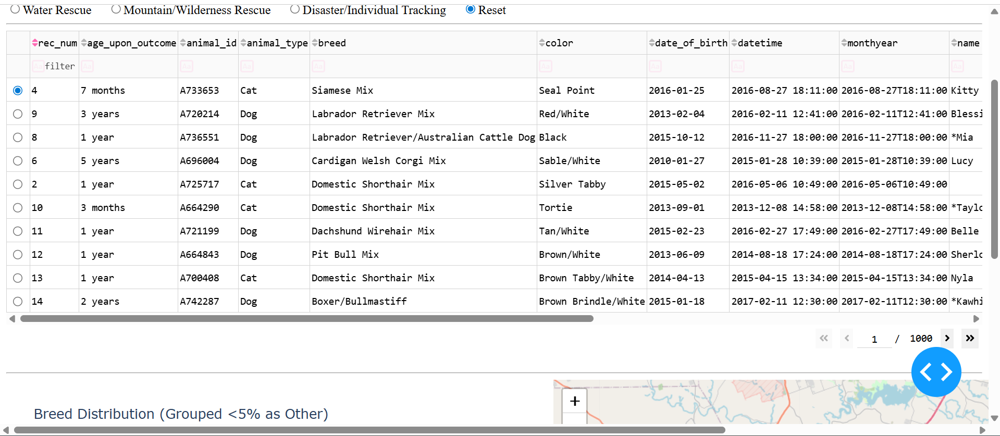 Water Rescue Mountain/Wilderness Rescue Disaster/Individual Tracking Reset
rec_num age_upon_outcome animal_id animal_type breed color date_of_birth datetime monthyear name
Aa filter Aa Aa Aa Aa Aa Aa Aa Aa Aa
4 7 months A733653 Cat Siamese Mix Seal Point 2016-01-25 2016-08-27 18:11:00 2016-08-27T18:11:00 Kitty
9 3 years A720214 Dog Labrador Retriever Mix Red/White 2013-02-04 2016-02-11 12:41:00 2016-02-11T12:41:00 Blessi
8 1 year A736551 Dog Labrador Retriever/Australian Cattle Dog Black 2015-10-12 2016-11-27 18:00:00 2016-11-27T18:00:00 *Mia
6 5 years A696004 Dog Cardigan Welsh Corgi Mix Sable/White 2010-01-27 2015-01-28 10:39:00 2015-01-28T10:39:00 Lucy
2 1 year A725717 Cat Domestic Shorthair Mix Silver Tabby 2015-05-02 2016-05-06 10:49:00 2016-05-06T10:49:00
10 3 months A664290 Cat Domestic Shorthair Mix Tortie 2013-09-01 2013-12-08 14:58:00 2013-12-08T14:58:00 *Taylo
11 1 year A721199 Dog Dachshund Wirehair Mix Tan/White 2015-02-23 2016-02-27 17:49:00 2016-02-27T17:49:00 Belle
12 1 year A664843 Dog Pit Bull Mix Brown/White 2013-06-09 2014-08-18 17:24:00 2014-08-18T17:24:00 Sherlo
13 1 year A700408 Cat Domestic Shorthair Mix Brown Tabby/White 2014-04-13 2015-04-15 13:34:00 2015-04-15T13:34:00 Nyla
14 2 years A742287 Dog Boxer/Bullmastiff Brown Brindle/White 2015-01-18 2017-02-11 12:30:00 2017-02-11T12:30:00 *Kawhi
1 / 1000
+
Breed Distribution (Grouped <5% as Other)